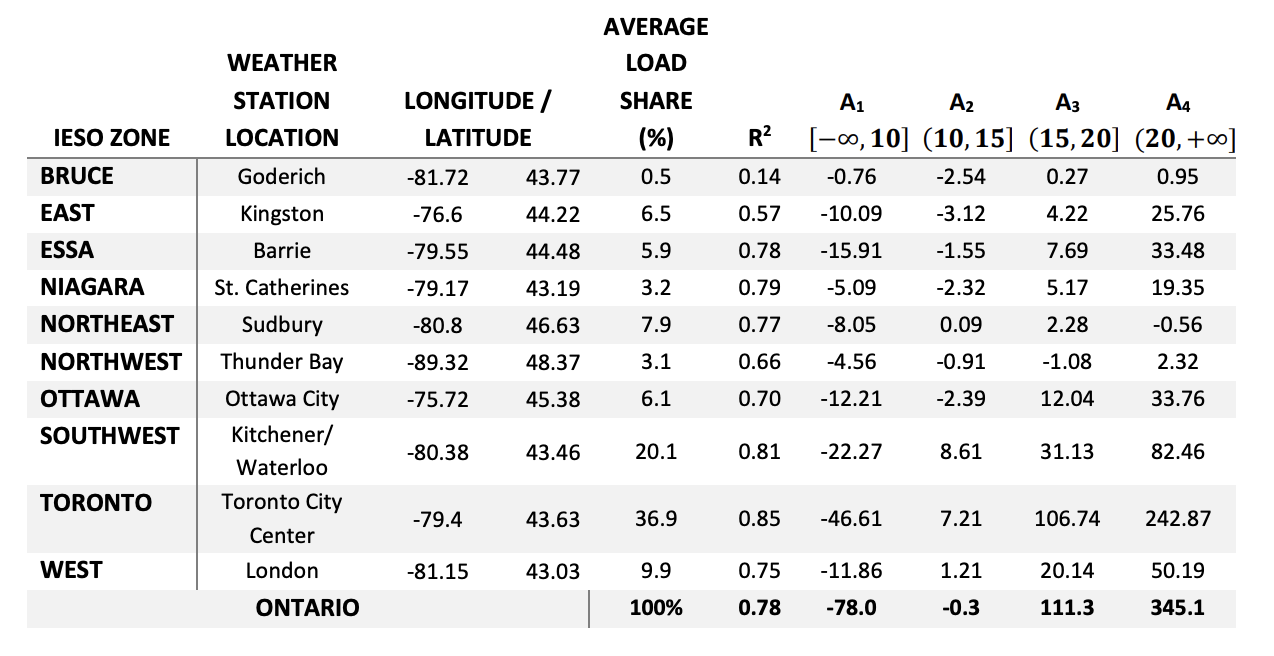 AVERAGE
WEATHER LOAD
STATION LONGITUDE / SHARE A₁ A₂ A₃ A₄
IESO ZONE LOCATION LATITUDE (%) R² [−∞, 10] (10, 15] (15, 20] (20, +∞]
BRUCE Goderich -81.72 43.77 0.5 0.14 -0.76 -2.54 0.27 0.95
EAST Kingston -76.6 44.22 6.5 0.57 -10.09 -3.12 4.22 25.76
ESSA Barrie -79.55 44.48 5.9 0.78 -15.91 -1.55 7.69 33.48
NIAGARA St. Catherines -79.17 43.19 3.2 0.79 -5.09 -2.32 5.17 19.35
NORTHEAST Sudbury -80.8 46.63 7.9 0.77 -8.05 0.09 2.28 -0.56
NORTHWEST Thunder Bay -89.32 48.37 3.1 0.66 -4.56 -0.91 -1.08 2.32
OTTAWA Ottawa City -75.72 45.38 6.1 0.70 -12.21 -2.39 12.04 33.76
SOUTHWEST Kitchener/
Waterloo -80.38 43.46 20.1 0.81 -22.27 8.61 31.13 82.46
TORONTO Toronto City
Center -79.4 43.63 36.9 0.85 -46.61 7.21 106.74 242.87
WEST London -81.15 43.03 9.9 0.75 -11.86 1.21 20.14 50.19
ONTARIO 100% 0.78 -78.0 -0.3 111.3 345.1